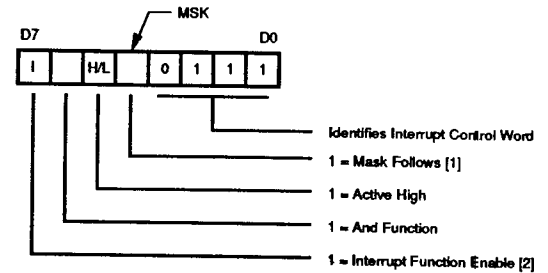 MSK
D7 D0
I H/L 0 1 1 1
Identifies Interrupt Control Word
1 = Mask Follows [1]
1 = Active High
1 = And Function
1 = Interrupt Function Enable [2]